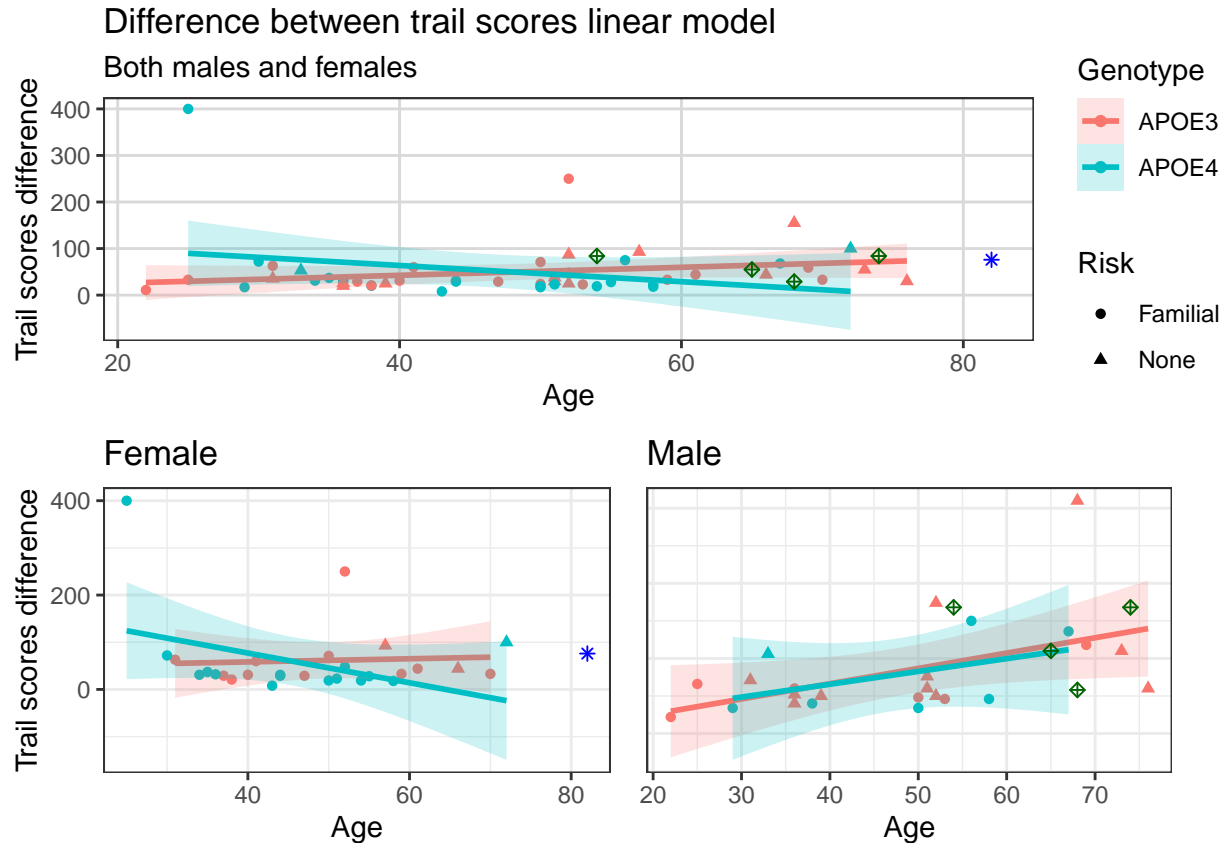 Difference between trail scores linear model
Both males and females
Trail scores difference
400
300
200
100
0
20 40 60 80
Age
Genotype
APOE3
APOE4
Risk
Familial
None
Female
Trail scores difference
400
200
0
40 60 80
Age
Male
20 30 40 50 60 70
Age